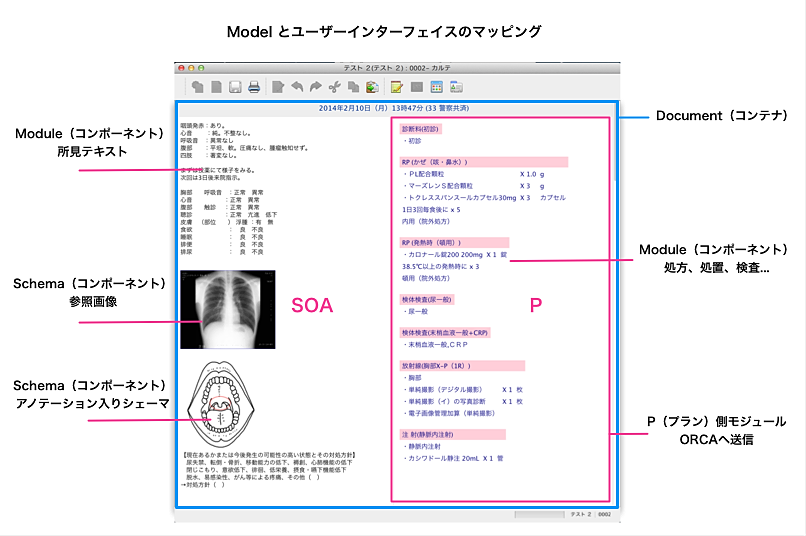 Model とユーザーインターフェイスのマッピング
テスト 2(テスト 2) : 0002- カルテ
2014年2月10日（月）13時47分 (33 警察共済)
Document（コンテナ）
Module（コンポーネント）
所見テキスト
咽頭発赤：あり。
心音　：純。不整なし。
呼吸音　：異常なし
腹部　：平坦、軟。圧痛なし、腫瘤触知せず。
四肢　：著変なし。
まずは投薬にて様子をみる。
次回は3日後来院指示。
胸部　呼吸音　：正常　異常
心音　：正常　異常
腹部　触診　：正常　異常
聴診　：正常　亢進　低下
皮膚　（部位　　） 浮腫 ：有　無
食欲　：　良　不良
睡眠　：　良　不良
排便　：　良　不良
排尿　：　良　不良
Schema（コンポーネント）
参照画像
SOA
Schema（コンポーネント）
アノテーション入りシェーマ
【現在あるかまたは今後発生の可能性の高い状態とその対処方針】
尿失禁、転倒・骨折、移動能力の低下、褥創、心肺機能の低下
閉じこもり、意欲低下、徘徊、低栄養、摂食・嚥下機能低下
脱水、易感染性、がん等による疼痛、その他（　）
→対処方針（　）
診断料(初診)
・初診
RP (かぜ（咳・鼻水）)
・PL配合顆粒　X 1.0 g
・マーズレンS配合顆粒　X 3　g
・トクレススパンスールカプセル30mg　X 3　カプセル
1日3回毎食後に x 5
内用（院外処方）
RP (発熱時（頓用）)
・カロナール錠200 200mg　X 1　錠
38.5℃以上の発熱時に x 3
頓用（院外処方）
検体検査(尿一般)
・尿一般
検体検査(末梢血液一般+CRP)
・末梢血液一般,CRP
放射線(胸部X-P（1R）)
・胸部
・単純撮影（デジタル撮影）　X 1　枚
・単純撮影（イ）の写真診断　X 1　枚
・電子画像管理加算（単純撮影）
注 射(静脈内注射)
・静脈内注射
・カシワドール静注 20mL　X 1　管
P
Module（コンポーネント）
処方、処置、検査...
P（プラン）側モジュール
ORCAへ送信
テスト 2 | 0002